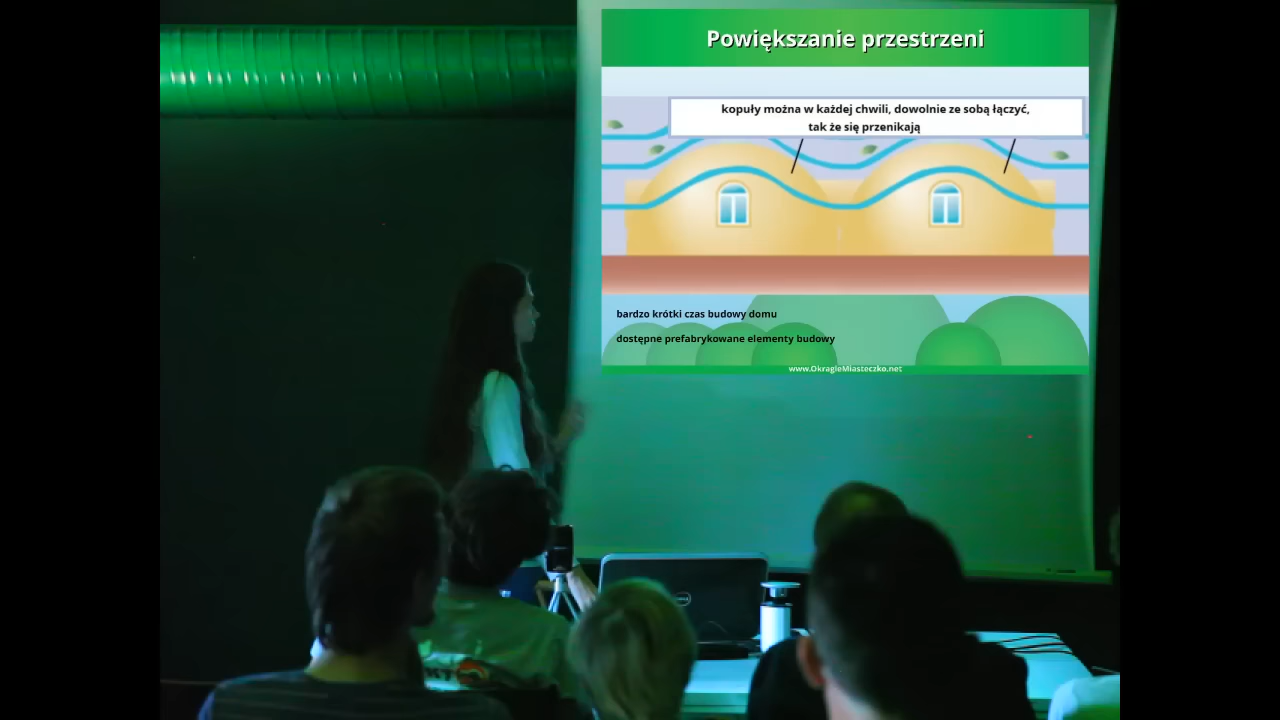 Powiększanie przestrzeni
kopuły można w każdej chwili, dowolnie ze sobą łączyć,
tak że się przenikają
bardzo krótki czas budowy domu
dostępne prefabrykowane elementy budowy
www.OkragleMiasteczko.net